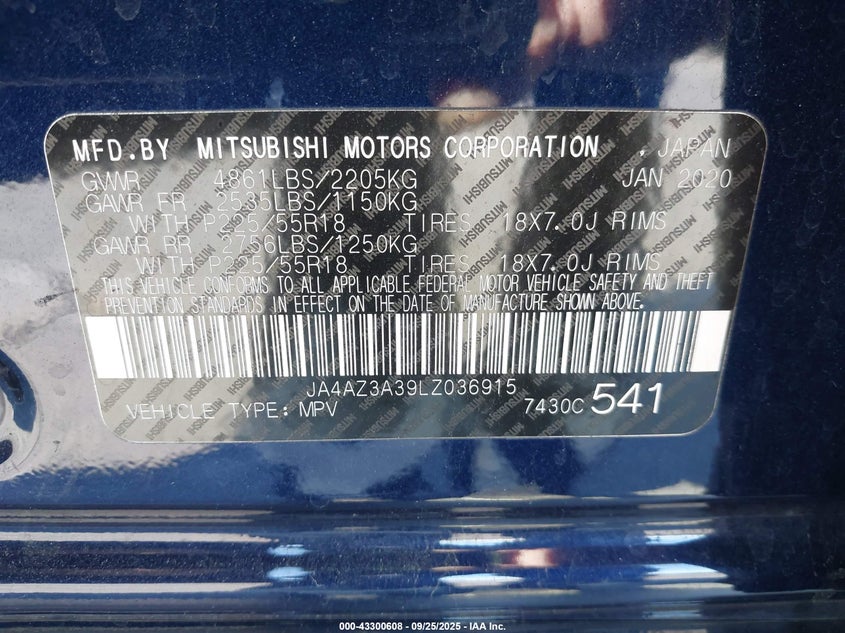 MFD.BY MITSUBISHI MOTORS CORPORATION , JAPAN
GVWR 4861LBS/2205KG JAN 2020
GAWR FR 2535LBS/1150KG
WITH P225/55R18 TIRES 18X7.0J RIMS
GAWR RR 2756LBS/1250KG
WITH P225/55R18 TIRES 18X7.0J RIMS
THIS VEHICLE CONFORMS TO ALL APPLICABLE FEDERAL MOTOR VEHICLE SAFETY AND THEFT
PREVENTION STANDARDS IN EFFECT ON THE DATE OF MANUFACTURE SHOWN ABOVE.
JA4AZ3A39LZ036915
VEHICLE TYPE: MPV 7430C 541
000-43300608 - 09/25/2025 - IAA Inc.